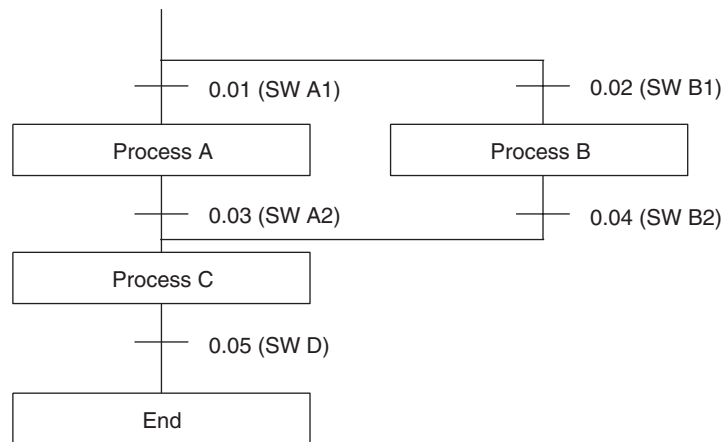 0.01 (SW A1)
0.02 (SW B1)
Process A
Process B
0.03 (SW A2)
0.04 (SW B2)
Process C
0.05 (SW D)
End